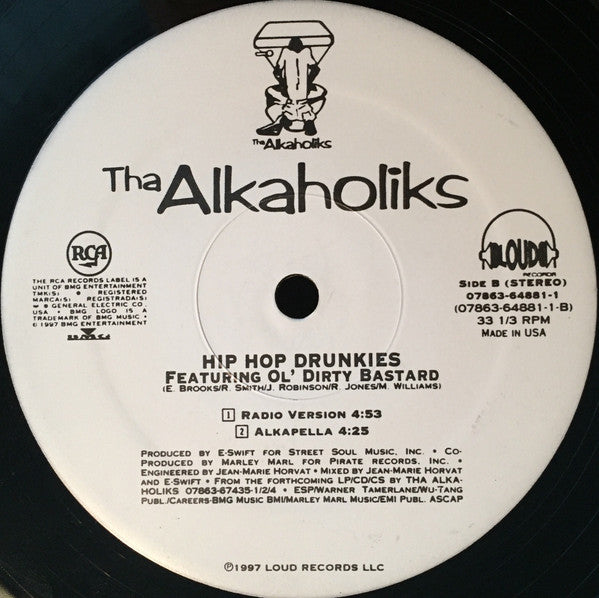 Tha Alkaholiks
Tha Alkaholiks
RCA
THE RCA RECORDS LABEL IS A
UNIT OF BMG ENTERTAINMENT
TMK(S) ® REGISTERED
MARCA(S) REGISTRADA(S)
® GENERAL ELECTRIC CO.
USA • BMG LOGO IS A
TRADEMARK OF BMG MUSIC •
© 1997 BMG ENTERTAINMENT
BMG
LOUD
RECORDS
SIDE B (STEREO)
07863-64881-1
(07863-64881-1-B)
33 1/3 RPM
MADE IN USA
HIP HOP DRUNKIES
FEATURING OL' DIRTY BASTARD
(E. BROOKS/R. SMITH/J. ROBINSON/R. JONES/M. WILLIAMS)
1 RADIO VERSION 4:53
2 ALKAPELLA 4:25
PRODUCED BY E-SWIFT FOR STREET SOUL MUSIC, INC. • CO-
PRODUCED BY MARLEY MARL FOR PIRATE RECORDS, INC. •
ENGINEERED BY JEAN-MARIE HORVAT • MIXED BY JEAN-MARIE HORVAT
AND E-SWIFT • FROM THE FORTHCOMING LP/CD/CS BY THA ALKA-
HOLIKS 07863-67435-1/2/4 • ESP/WARNER TAMERLANE/WU-TANG
PUBL./CAREERS-BMG MUSIC BMI/MARLEY MARL MUSIC/EMI PUBL. ASCAP
℗1997 LOUD RECORDS LLC